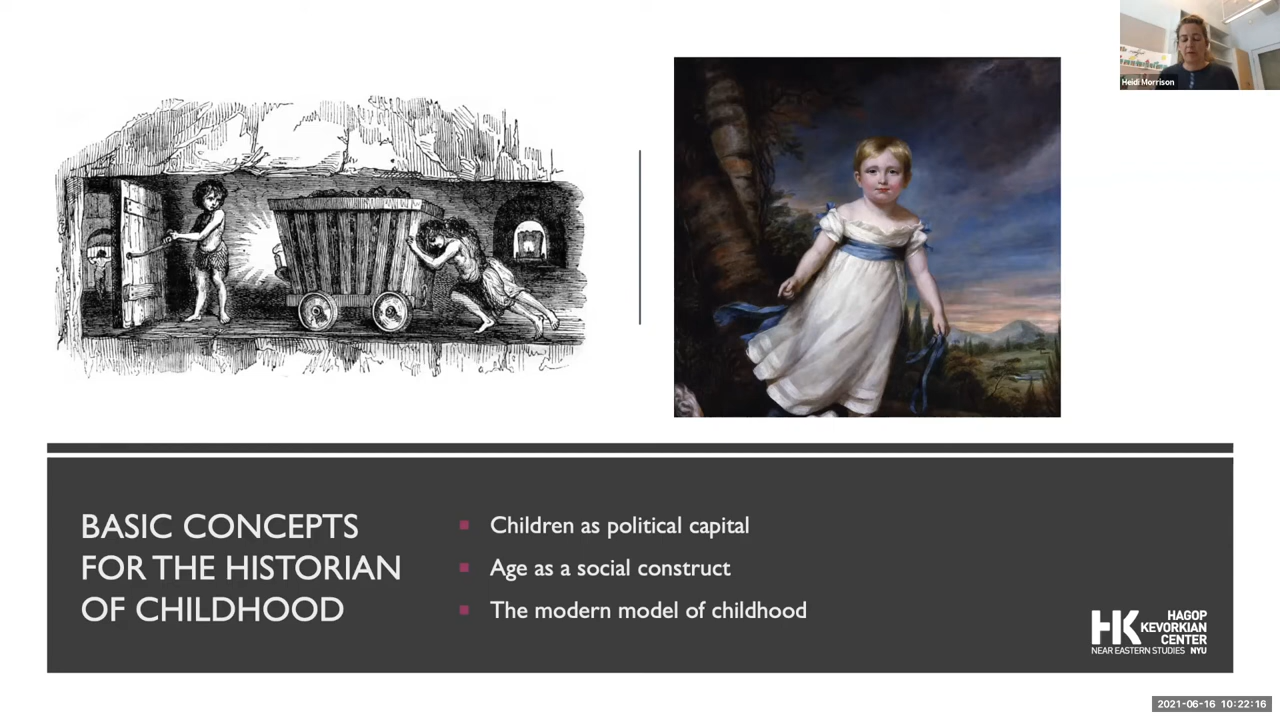 Heidi Morrison
BASIC CONCEPTS
FOR THE HISTORIAN
OF CHILDHOOD
Children as political capital
Age as a social construct
The modern model of childhood
HK HAGOP
KEVORKIAN
CENTER
NEAR EASTERN STUDIES NYU
2021-06-16 10:22:16